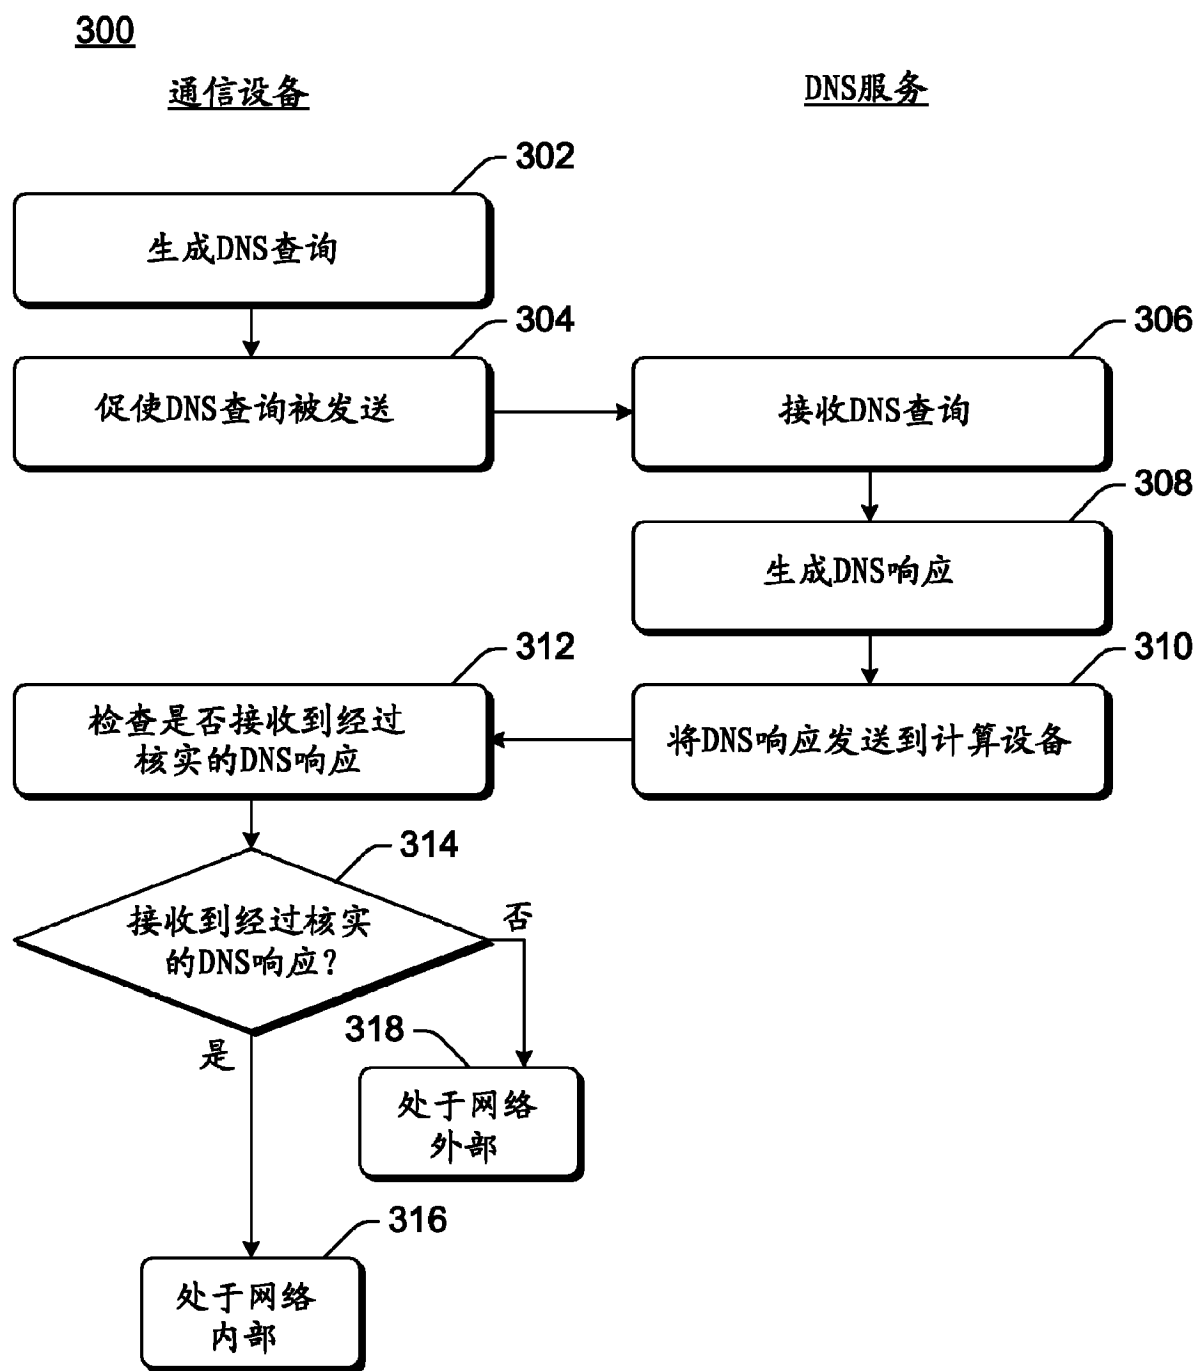 300
通信设备
DNS服务
302
生成DNS查询
304
促使DNS查询被发送
306
接收DNS查询
308
生成DNS响应
310
将DNS响应发送到计算设备
312
检查是否接收到经过
核实的DNS响应
314
接收到经过核实
的DNS响应?
否
是
318
处于网络
外部
316
处于网络
内部